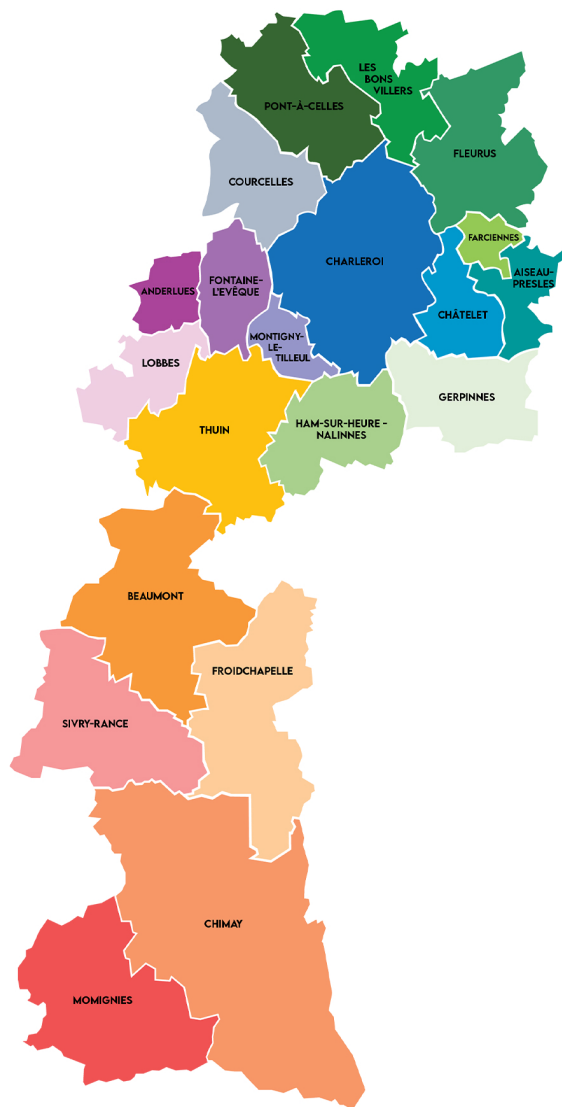 LES
BONS
VILLERS
PONT-À-CELLES
FLEURUS
COURCELLES
FARCIENNES
CHARLEROI
AISEAU-
PRESLES
ANDERLUES
FONTAINE-
L'EVÊQUE
CHÂTELET
MONTIGNY-
LE-
TILLEUL
LOBBES
GERPINNES
THUIN
HAM-SUR-HEURE -
NALINNES
BEAUMONT
FROIDCHAPELLE
SIVRY-RANCE
CHIMAY
MOMIGNIES